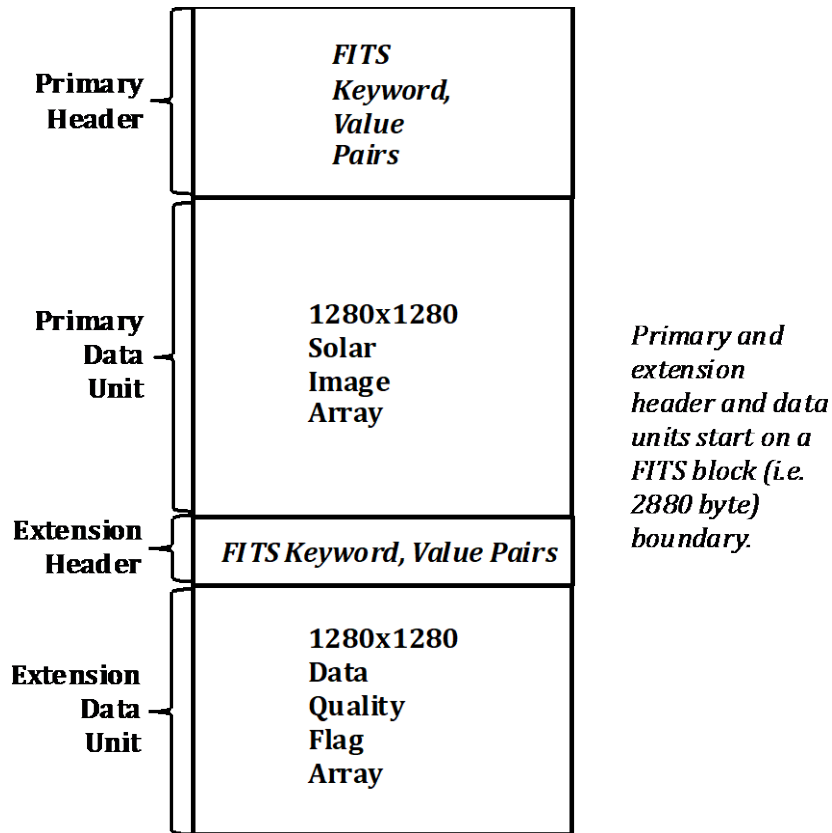 Primary
Header
FITS
Keyword,
Value
Pairs
Primary
Data
Unit
1280x1280
Solar
Image
Array
Primary and
extension
header and data
units start on a
FITS block (i.e.
2880 byte)
boundary.
Extension
Header
FITS Keyword, Value Pairs
Extension
Data
Unit
1280x1280
Data
Quality
Flag
Array